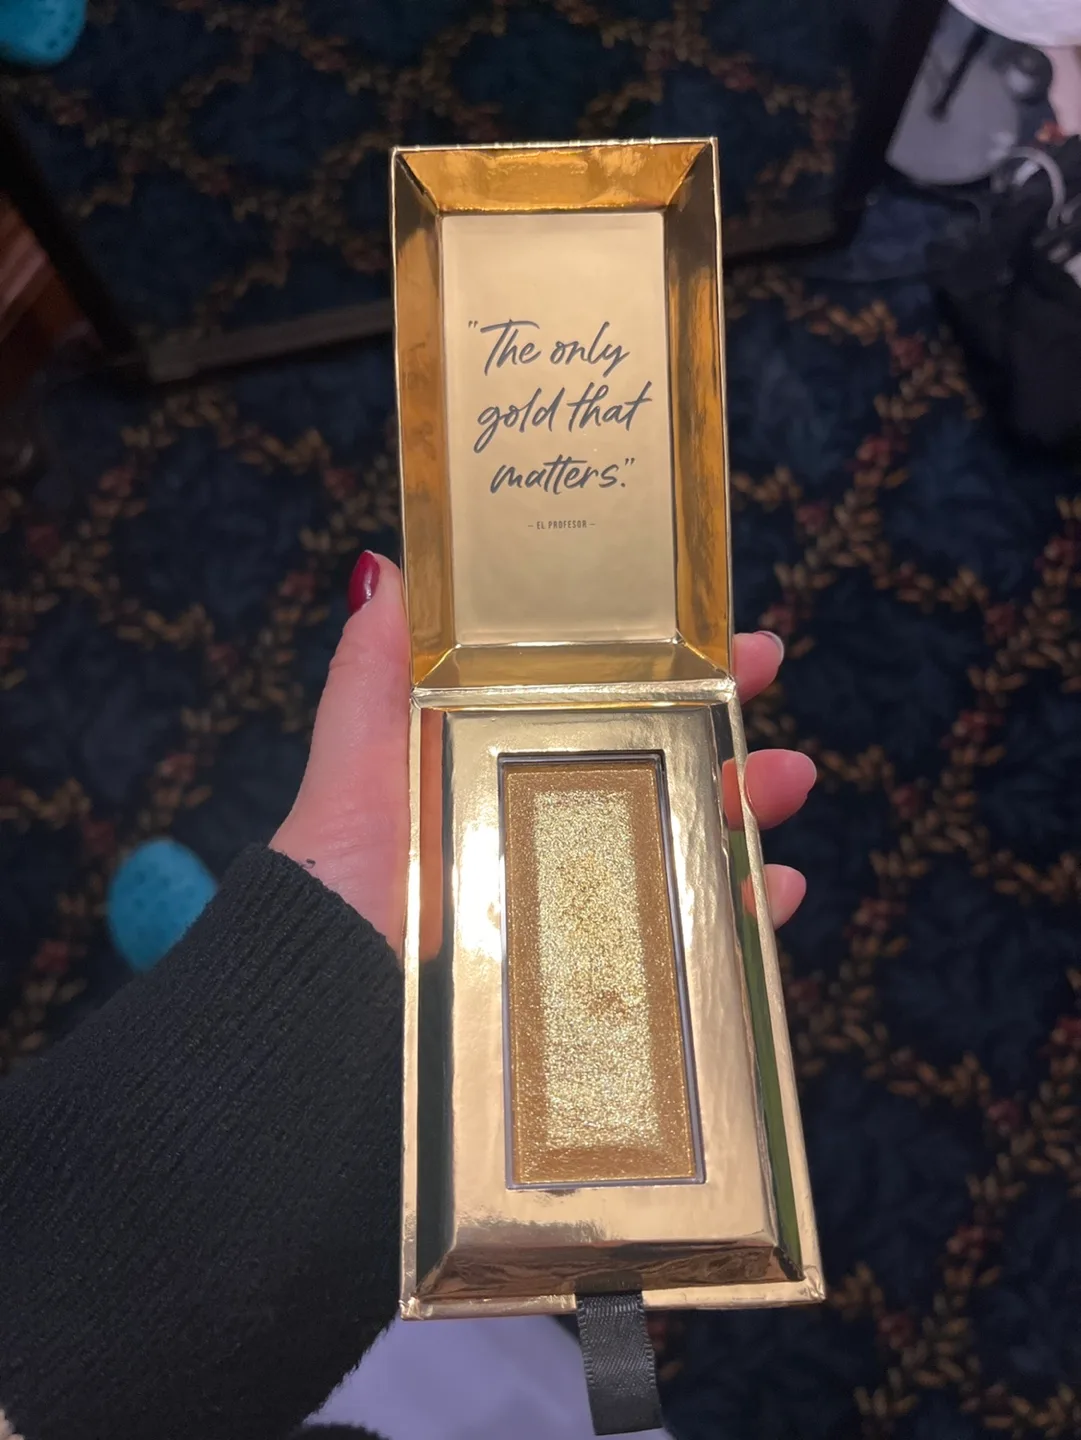 "The only
gold that
matters."
– EL PROFESOR –